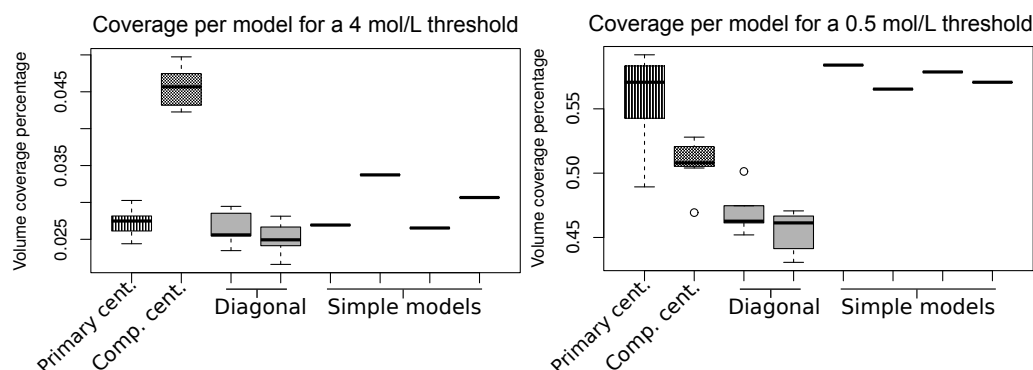 Coverage per model for a 4 mol/L threshold
Volume coverage percentage
0.045
0.035
0.025
Primary cent.
Comp. cent.
Diagonal
Simple models
Coverage per model for a 0.5 mol/L threshold
Volume coverage percentage
0.55
0.50
0.45
Primary cent.
Comp. cent.
Diagonal
Simple models